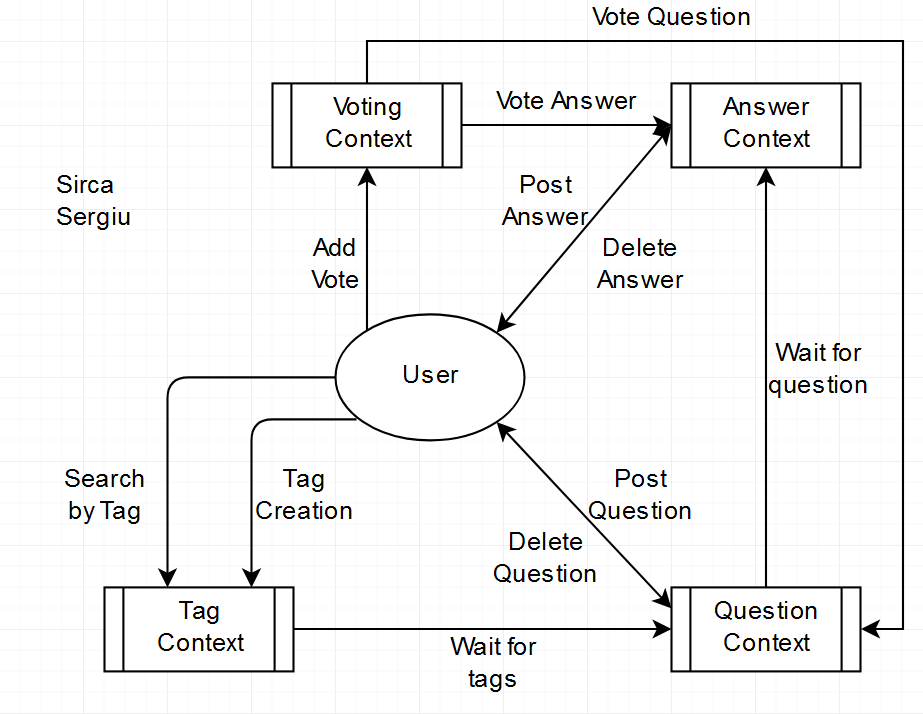 Vote Question
Voting
Context
Vote Answer
Answer
Context
Sirca
Sergiu
Post
Answer
Add
Vote
Delete
Answer
User
Wait for
question
Search
by Tag
Tag
Creation
Post
Question
Delete
Question
Tag
Context
Wait for
tags
Question
Context